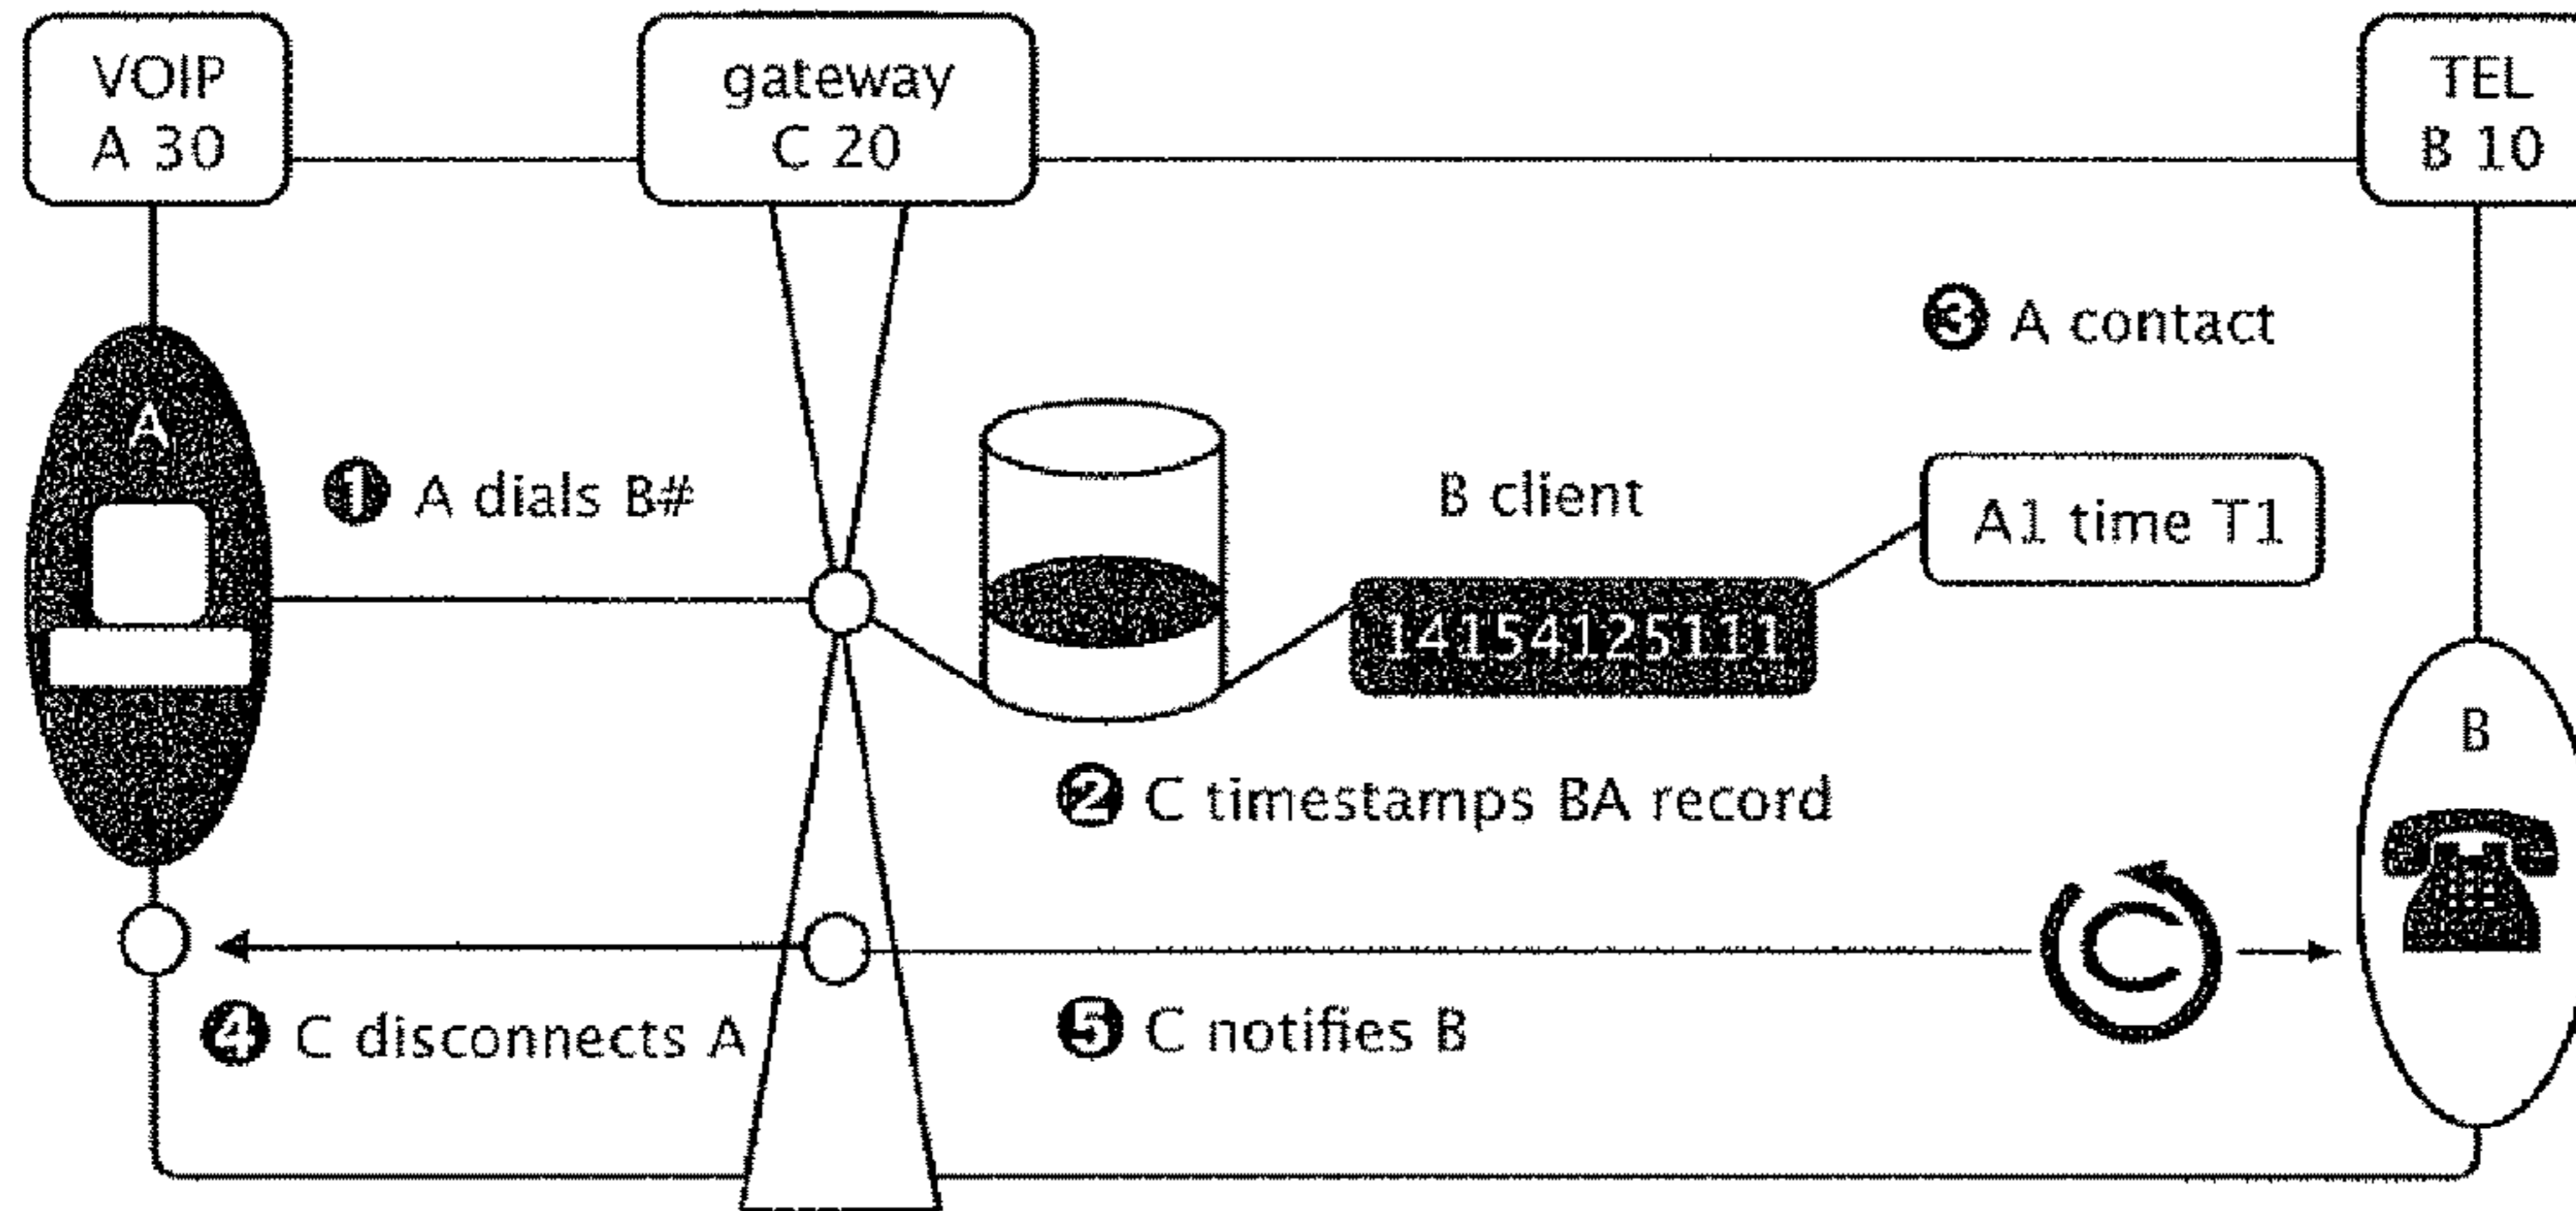 VOIP
A 30
gateway
C 20
TEL
B 10
3 A contact
A
1 A dials B#
B client
A1 time T1
14154125111
B
2 C timestamps BA record
C
4 C disconnects A
5 C notifies B